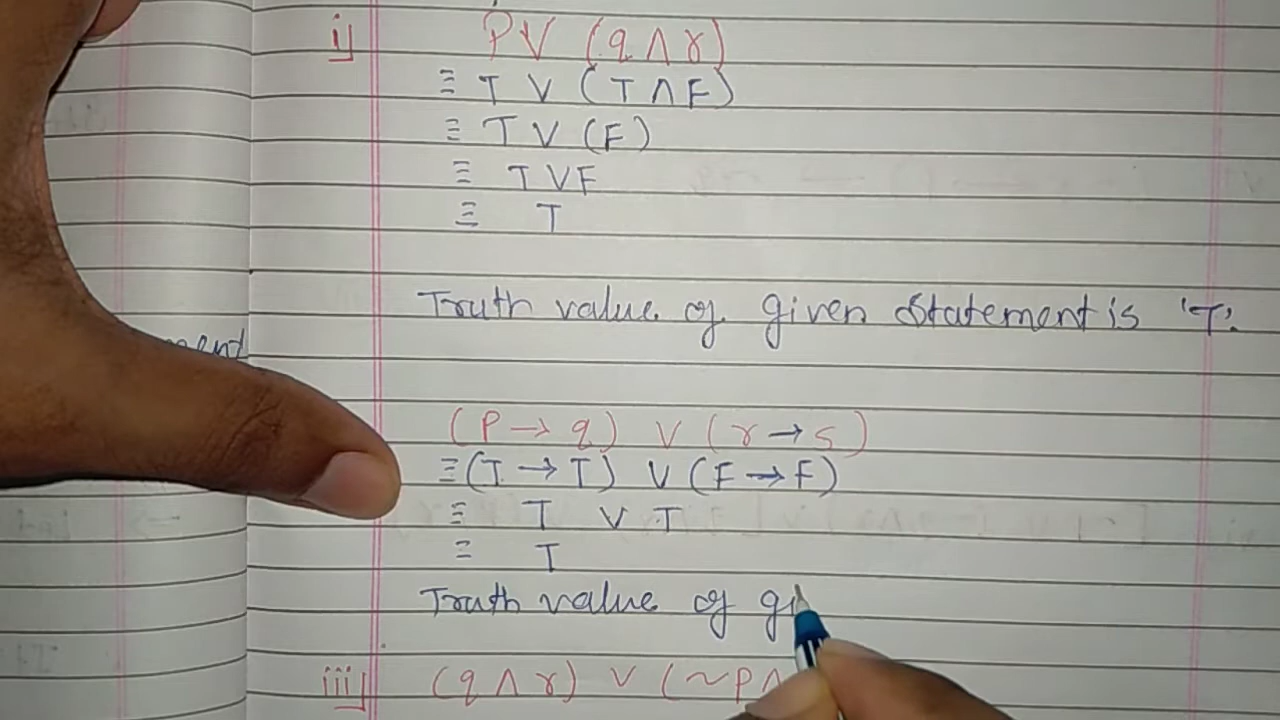 i) P ∨ (q ∧ r)
≡ T ∨ (T ∧ F)
≡ T ∨ (F)
≡ T ∨ F
≡ T
Truth value of given Statement is 'T'.
(P → q) ∨ (r → s)
≡ (T → T) ∨ (F → F)
≡ T ∨ T
≡ T
Truth value of gi
iii) (q ∧ r) ∨ (~P ∧